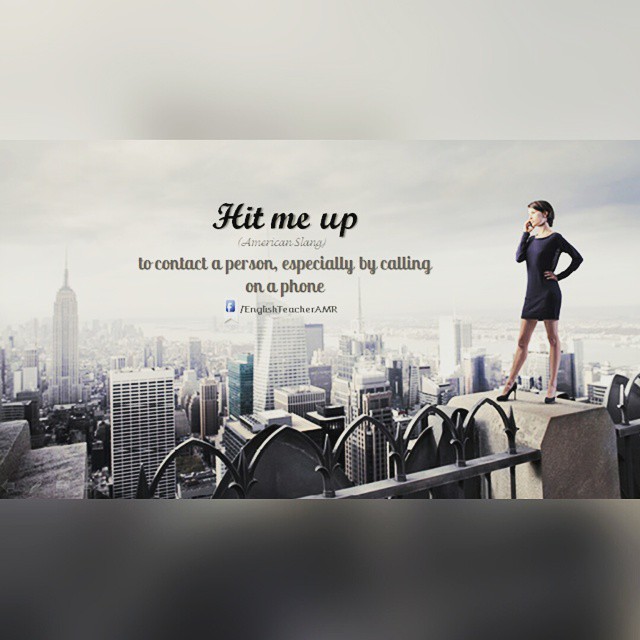 Hit me up
(American Slang)
to contact a person, especially by calling
on a phone
/EnglishTeacherAMR